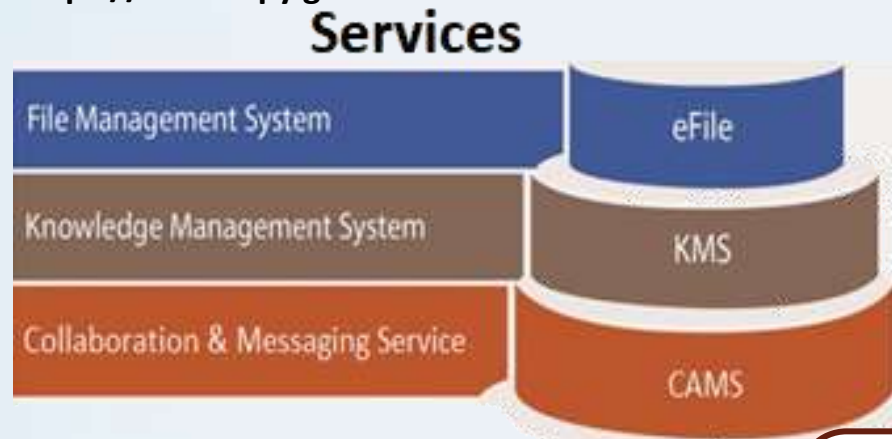 Services
File Management System eFile
Knowledge Management System KMS
Collaboration & Messaging Service CAMS